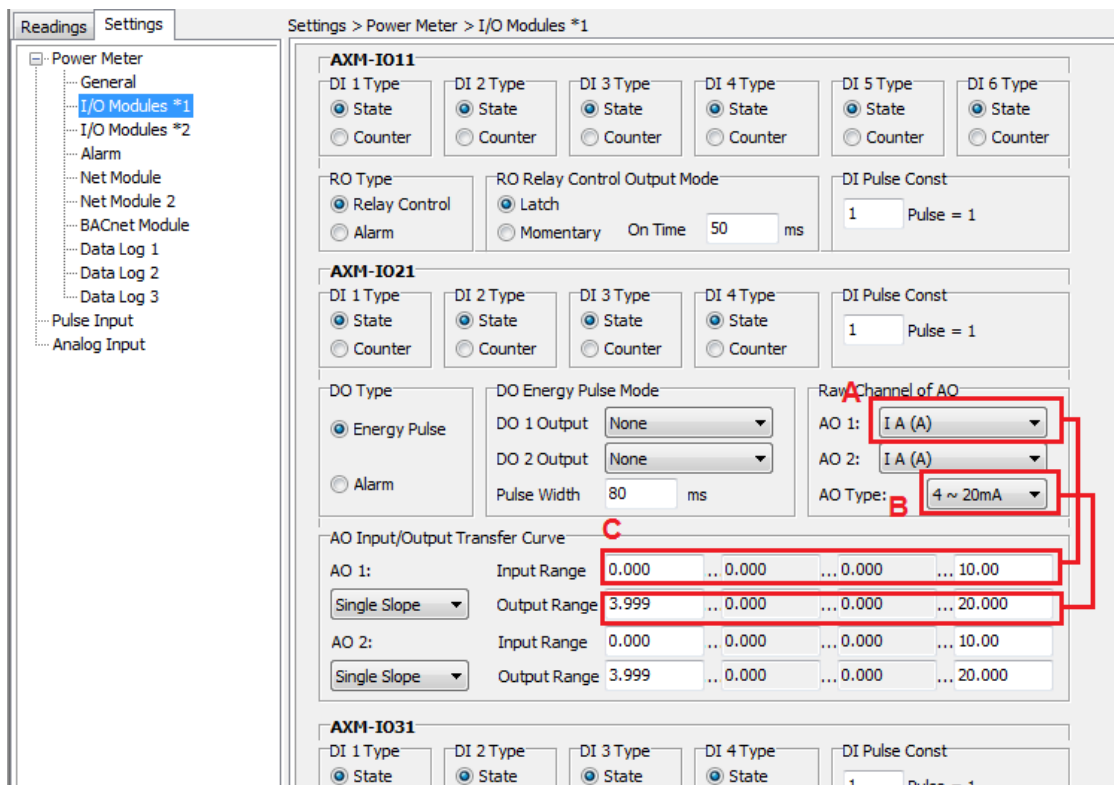 Readings Settings
Settings > Power Meter > I/O Modules *1
Power Meter
General
I/O Modules *1
I/O Modules *2
Alarm
Net Module
Net Module 2
BACnet Module
Data Log 1
Data Log 2
Data Log 3
Pulse Input
Analog Input
AXM-IO11
DI 1 Type DI 2 Type DI 3 Type DI 4 Type DI 5 Type DI 6 Type
State State State State State State
Counter Counter Counter Counter Counter Counter
RO Type RO Relay Control Output Mode DI Pulse Const
Relay Control Latch 1 Pulse = 1
Alarm Momentary On Time 50 ms
AXM-IO21
DI 1 Type DI 2 Type DI 3 Type DI 4 Type DI Pulse Const
State State State State 1 Pulse = 1
Counter Counter Counter Counter
DO Type DO Energy Pulse Mode Raw Channel of AO
A
Energy Pulse DO 1 Output None AO 1: I A (A)
DO 2 Output None AO 2: I A (A)
Alarm Pulse Width 80 ms AO Type: B 4 ~ 20mA
AO Input/Output Transfer Curve C
AO 1: Input Range 0.000 .. 0.000 ... 0.000 ... 10.00
Single Slope Output Range 3.999 .. 0.000 ... 0.000 ... 20.000
AO 2: Input Range 0.000 .. 0.000 ... 0.000 ... 10.00
Single Slope Output Range 3.999 .. 0.000 ... 0.000 ... 20.000
AXM-IO31
DI 1 Type DI 2 Type DI 3 Type DI 4 Type DI Pulse Const
State State State State 1 Pulse = 1